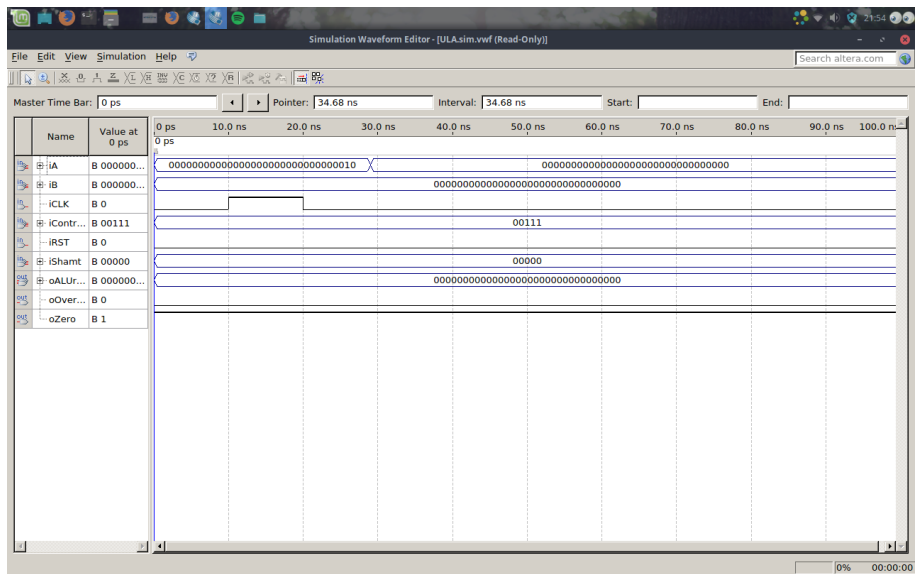 21:54
Simulation Waveform Editor - [ULA.sim.vwf (Read-Only)]
File Edit View Simulation Help
Search altera.com
Master Time Bar: 0 ps Pointer: 34.68 ns Interval: 34.68 ns Start: End:
Name Value at 0 ps 0 ps 10.0 ns 20.0 ns 30.0 ns 40.0 ns 50.0 ns 60.0 ns 70.0 ns 80.0 ns 90.0 ns 100.0 ns
0 ps
iA B 000000... 00000000000000000000000000000010 00000000000000000000000000000000
iB B 000000... 00000000000000000000000000000000
iCLK B 0
iContr... B 00111 00111
iRST B 0
iShamt B 00000 00000
oALUr... B 000000... 00000000000000000000000000000000
oOver... B 0
oZero B 1
0% 00:00:00